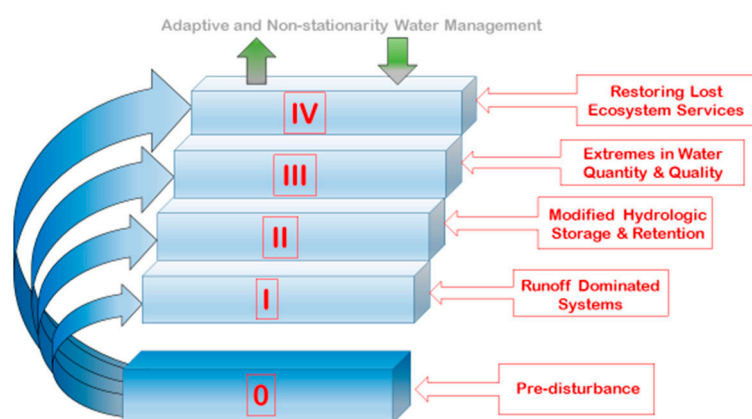 Adaptive and Non-stationarity Water Management
IV
Restoring Lost
Ecosystem Services
III
Extremes in Water
Quantity & Quality
II
Modified Hydrologic
Storage & Retention
I
Runoff Dominated
Systems
0
Pre-disturbance